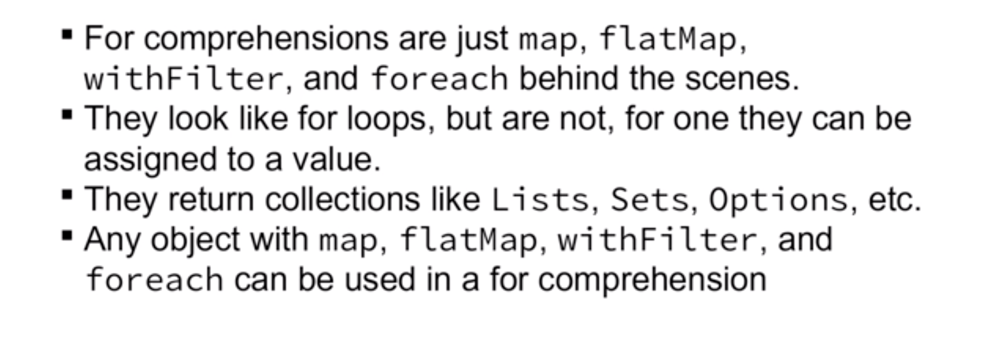 ▪ For comprehensions are just map, flatMap,
withFilter, and foreach behind the scenes.
▪ They look like for loops, but are not, for one they can be
assigned to a value.
▪ They return collections like Lists, Sets, Options, etc.
▪ Any object with map, flatMap, withFilter, and
foreach can be used in a for comprehension